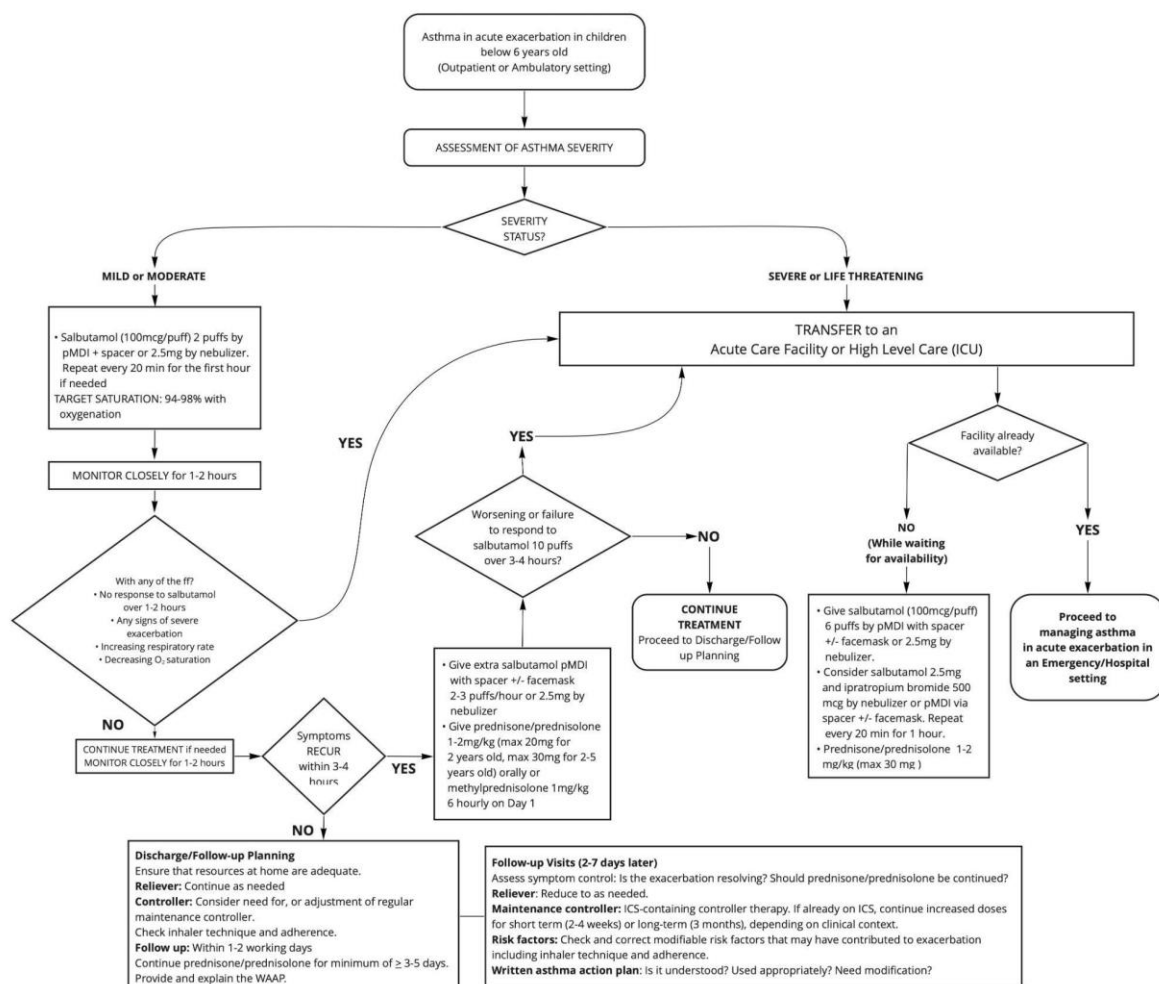 Asthma in acute exacerbation in children
below 6 years old
(Outpatient or Ambulatory setting)
ASSESSMENT OF ASTHMA SEVERITY
SEVERITY
STATUS?
MILD or MODERATE
SEVERE or LIFE THREATENING
• Salbutamol (100mcg/puff) 2 puffs by
pMDI + spacer or 2.5mg by nebulizer.
Repeat every 20 min for the first hour
if needed
TARGET SATURATION: 94-98% with
oxygenation
TRANSFER to an
Acute Care Facility or High Level Care (ICU)
MONITOR CLOSELY for 1-2 hours
YES
YES
Facility already
available?
With any of the ff?
• No response to salbutamol
over 1-2 hours
• Any signs of severe
exacerbation
• Increasing respiratory rate
• Decreasing O₂ saturation
Worsening or failure
to respond to
salbutamol 10 puffs
over 3-4 hours?
NO
NO
(While waiting
for availability)
YES
CONTINUE
TREATMENT
Proceed to Discharge/Follow
up Planning
• Give salbutamol (100mcg/puff)
6 puffs by pMDI with spacer
+/- facemask or 2.5mg by
nebulizer.
• Consider salbutamol 2.5mg
and ipratropium bromide 500
mcg by nebulizer or pMDI via
spacer +/- facemask. Repeat
every 20 min for 1 hour.
• Prednisone/prednisolone 1-2
mg/kg (max 30 mg )
Proceed to
managing asthma
in acute exacerbation in
an Emergency/Hospital
setting
NO
CONTINUE TREATMENT if needed
MONITOR CLOSELY for 1-2 hours
Symptoms
RECUR
within 3-4
hours
YES
• Give extra salbutamol pMDI
with spacer +/- facemask
2-3 puffs/hour or 2.5mg by
nebulizer
• Give prednisone/prednisolone
1-2mg/kg (max 20mg for
2 years old, max 30mg for 2-5
years old) orally or
methylprednisolone 1mg/kg
6 hourly on Day 1
NO
Discharge/Follow-up Planning
Ensure that resources at home are adequate.
Reliever: Continue as needed
Controller: Consider need for, or adjustment of regular
maintenance controller.
Check inhaler technique and adherence.
Follow up: Within 1-2 working days
Continue prednisone/prednisolone for minimum of ≥ 3-5 days.
Provide and explain the WAAP.
Follow-up Visits (2-7 days later)
Assess symptom control: Is the exacerbation resolving? Should prednisone/prednisolone be continued?
Reliever: Reduce to as needed.
Maintenance controller: ICS-containing controller therapy. If already on ICS, continue increased doses
for short term (2-4 weeks) or long-term (3 months), depending on clinical context.
Risk factors: Check and correct modifiable risk factors that may have contributed to exacerbation
including inhaler technique and adherence.
Written asthma action plan: Is it understood? Used appropriately? Need modification?